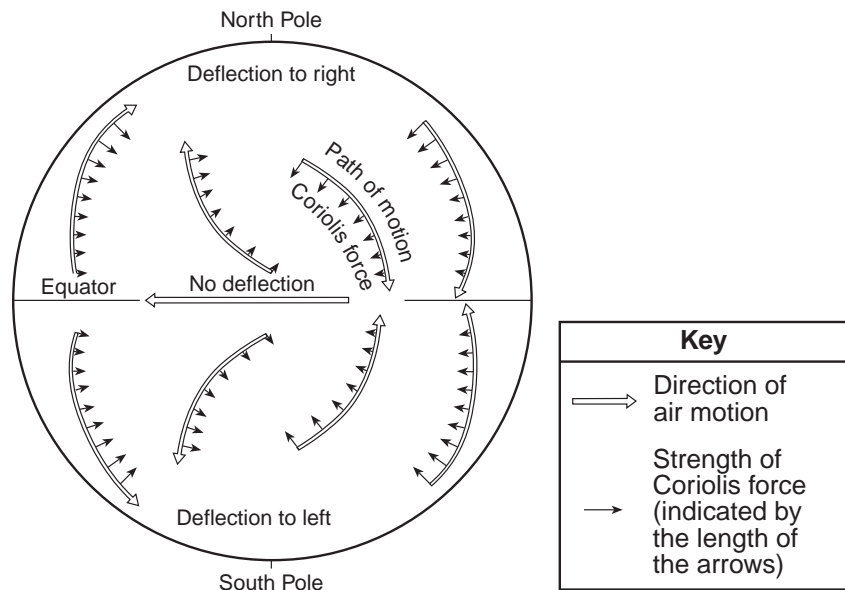 North Pole
Deflection to right
Path of motion
Coriolis force
Equator
No deflection
Deflection to left
South Pole
Key
Direction of
air motion
Strength of
Coriolis force
(indicated by
the length of
the arrows)